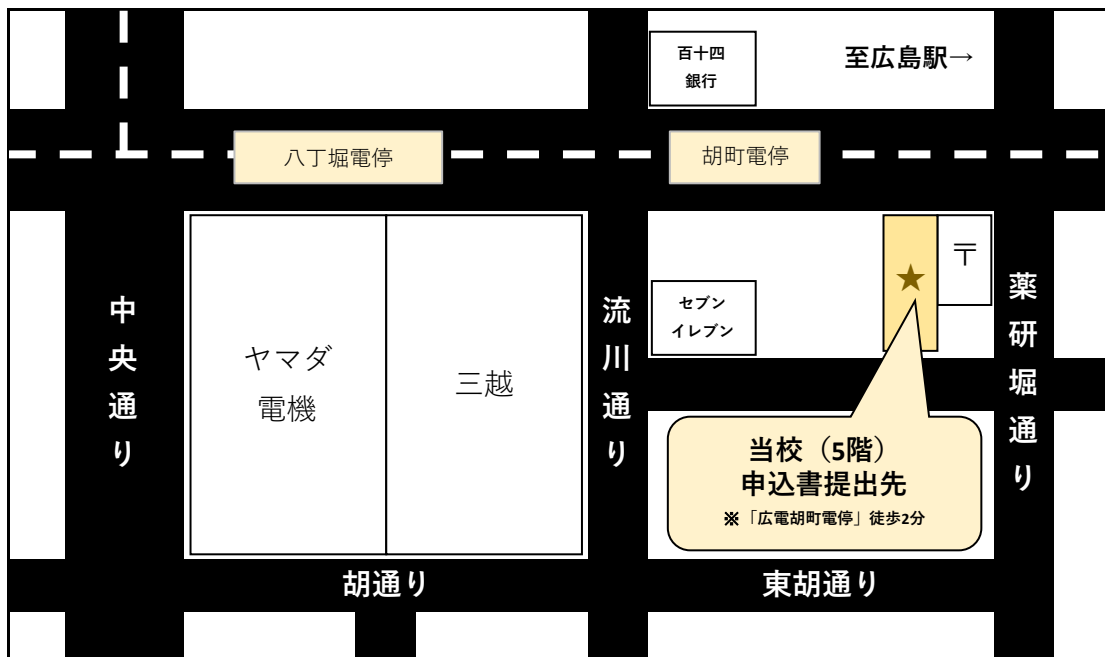 百十四
銀行
至広島駅→
八丁堀電停
胡町電停
〒
★
中央通り
ヤマダ
電機
三越
流川通り
セブン
イレブン
薬研堀通り
当校（5階）
申込書提出先
※「広電胡町電停」徒歩2分
胡通り
東胡通り